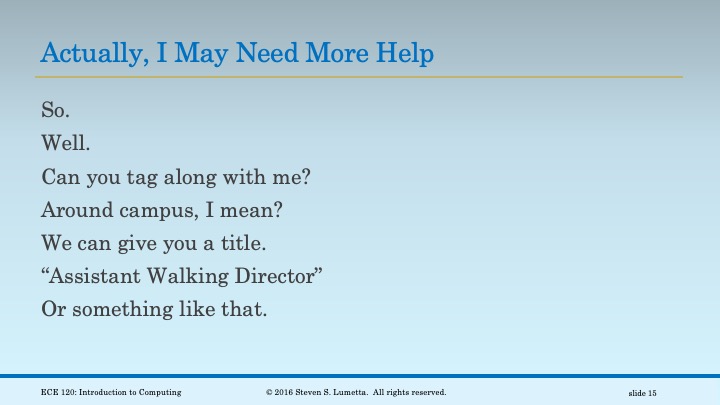 Actually, I May Need More Help
So.
Well.
Can you tag along with me?
Around campus, I mean?
We can give you a title.
“Assistant Walking Director”
Or something like that.
ECE 120: Introduction to Computing © 2016 Steven S. Lumetta. All rights reserved. slide 15